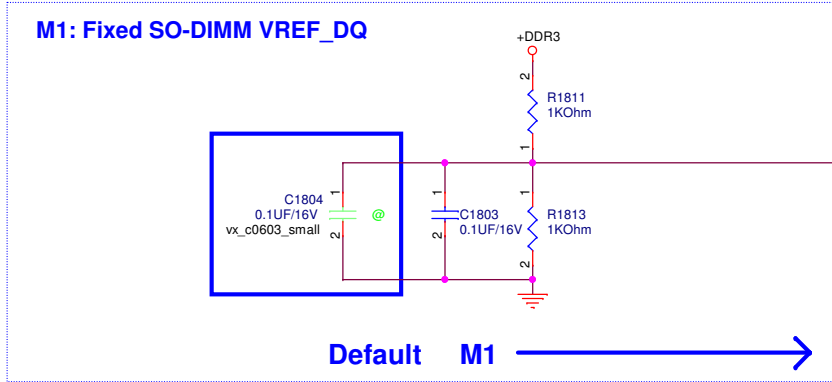 M1: Fixed SO-DIMM VREF_DQ
+DDR3
2
R1811
1KOhm
1
C1804
0.1UF/16V
vx_c0603_small
1
2
@
1
2
C1803
0.1UF/16V
1
2
R1813
1KOhm
Default M1